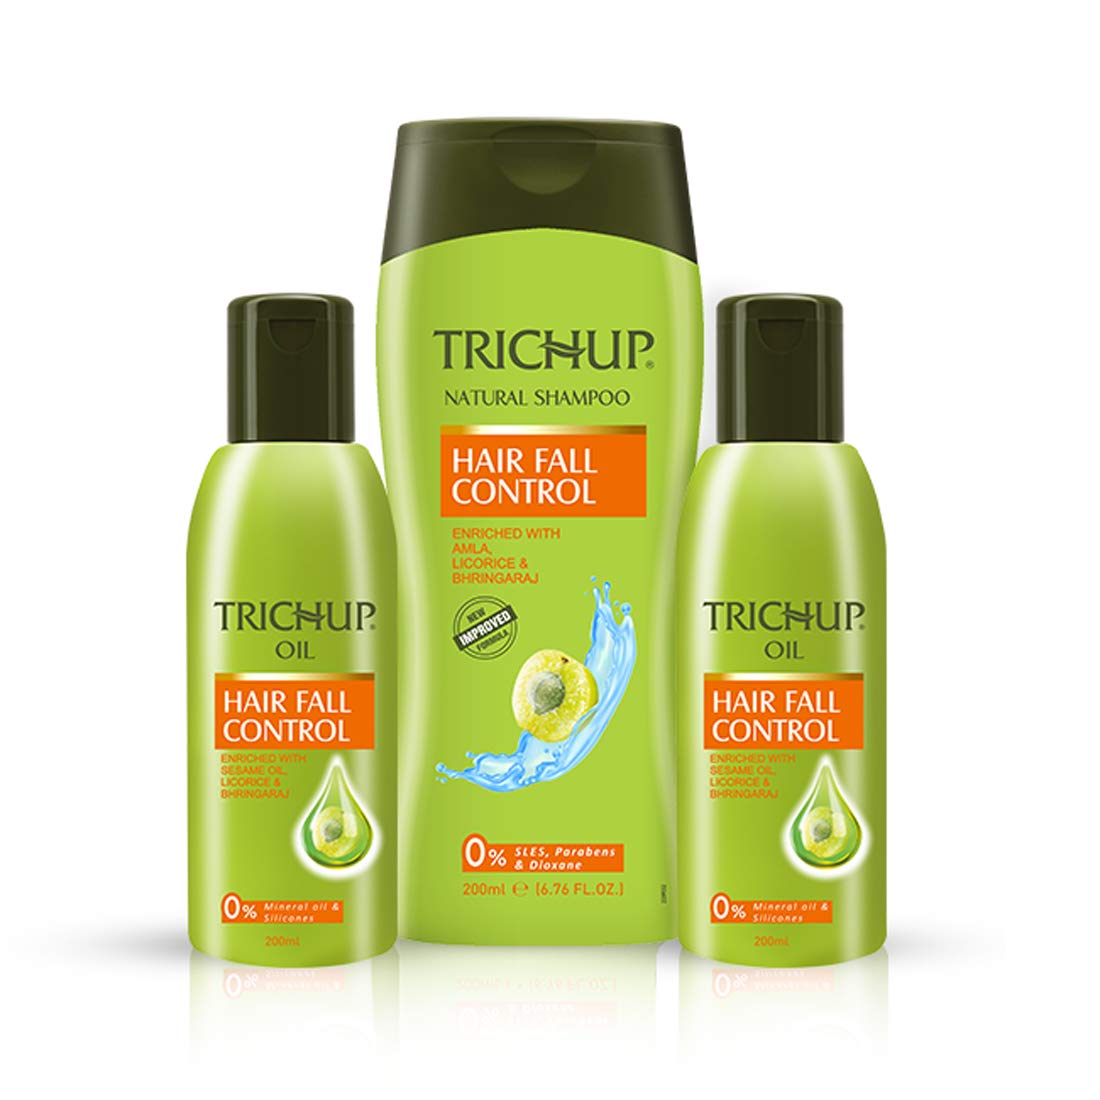 TRICHUP®
OIL
HAIR FALL
CONTROL
ENRICHED WITH
SESAME OIL,
LICORICE &
BHRINGARAJ
0% Mineral oil &
Silicones
200ml
TRICHUP®
NATURAL SHAMPOO
HAIR FALL
CONTROL
ENRICHED WITH
AMLA,
LICORICE &
BHRINGARAJ
NEW
IMPROVED
FORMULA
0% SLES, Parabens
& Dioxane
200ml ℮ (6.76 FL.OZ.)
TRICHUP®
OIL
HAIR FALL
CONTROL
ENRICHED WITH
SESAME OIL,
LICORICE &
BHRINGARAJ
0% Mineral oil &
Silicones
200ml